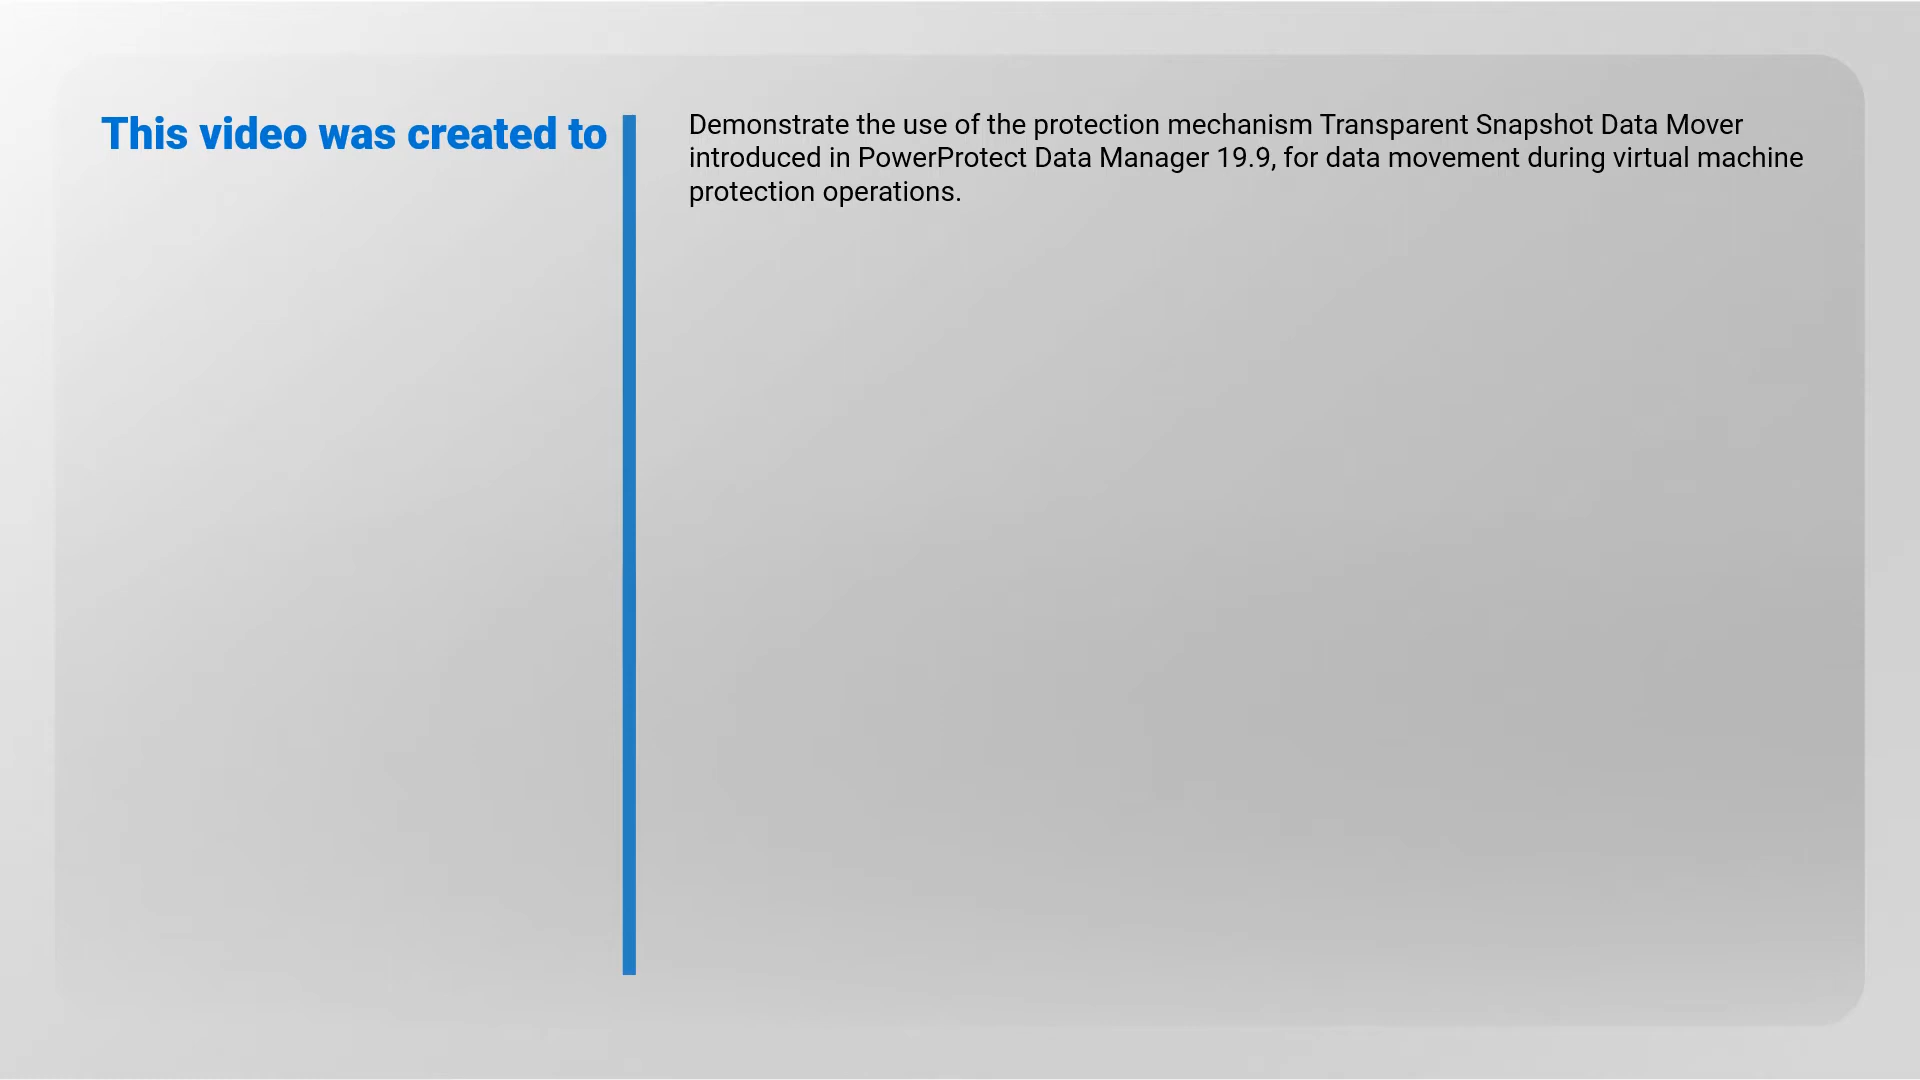 This video was created to
Demonstrate the use of the protection mechanism Transparent Snapshot Data Mover
introduced in PowerProtect Data Manager 19.9, for data movement during virtual machine
protection operations.